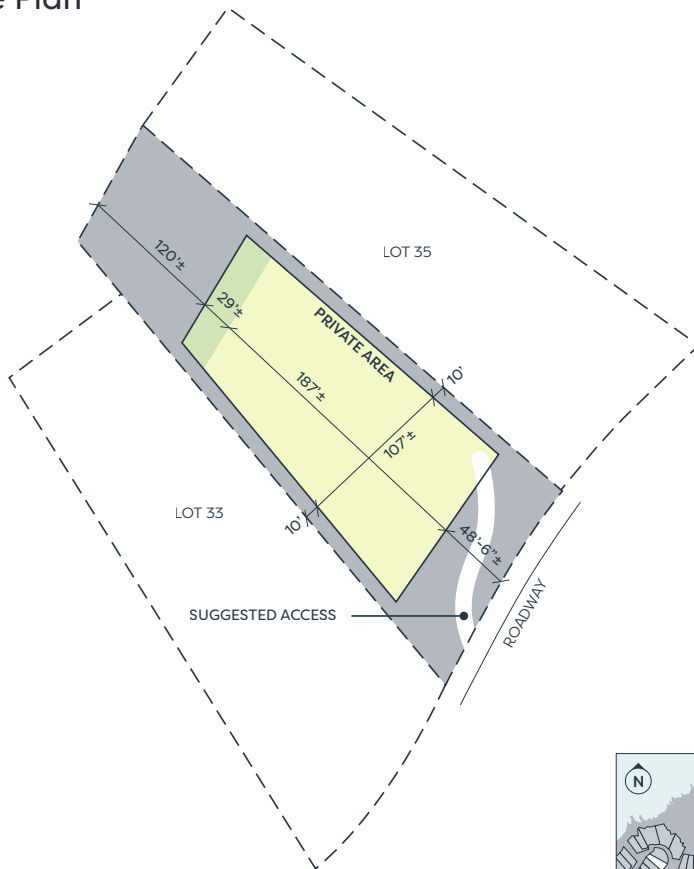 e Plan
LOT 35
120'±
29'±
PRIVATE AREA
187'±
10'
107'±
LOT 33
10'
48'-6"±
SUGGESTED ACCESS
ROADWAY
N